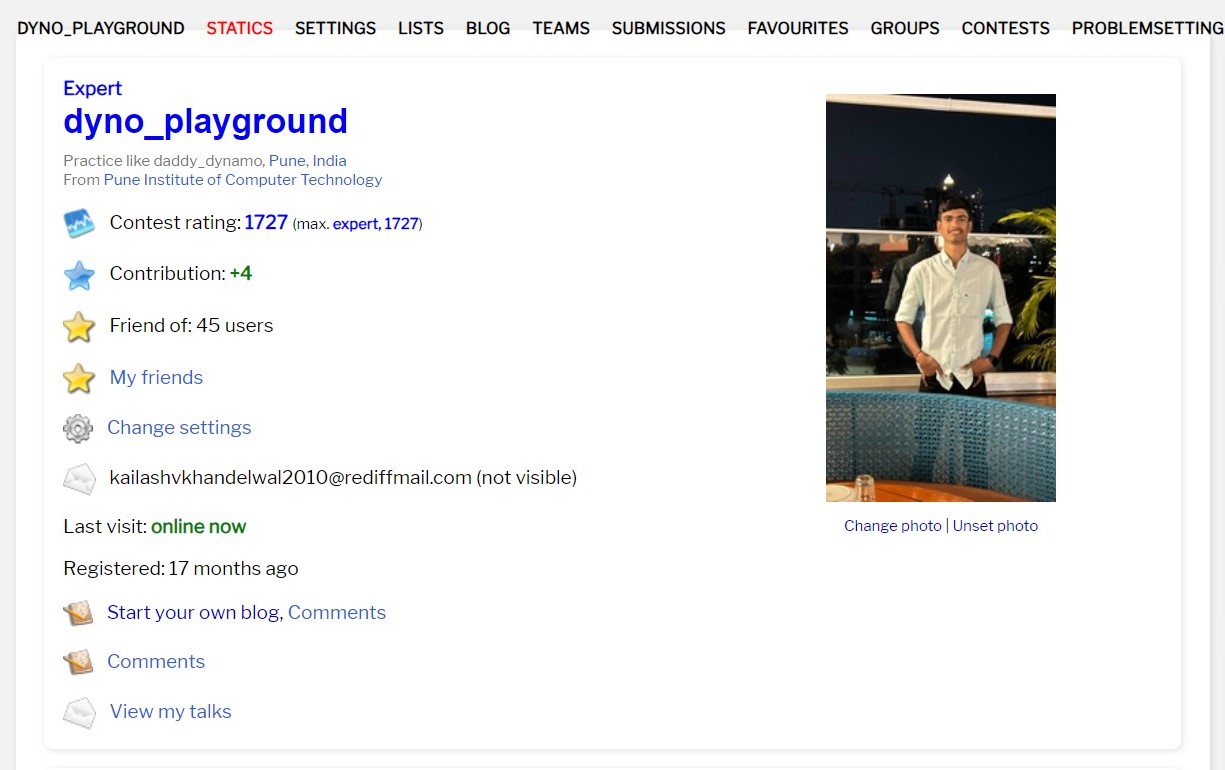 DYNO_PLAYGROUND STATICS SETTINGS LISTS BLOG TEAMS SUBMISSIONS FAVOURITES GROUPS CONTESTS PROBLEMSETTING
Expert
dyno_playground
Practice like daddy_dynamo, Pune, India
From Pune Institute of Computer Technology
Contest rating: 1727 (max. expert, 1727)
Contribution: +4
Friend of: 45 users
My friends
Change settings
kailashvkhandelwal2010@rediffmail.com (not visible)
Last visit: online now
Registered: 17 months ago
Start your own blog, Comments
Comments
View my talks
Change photo | Unset photo